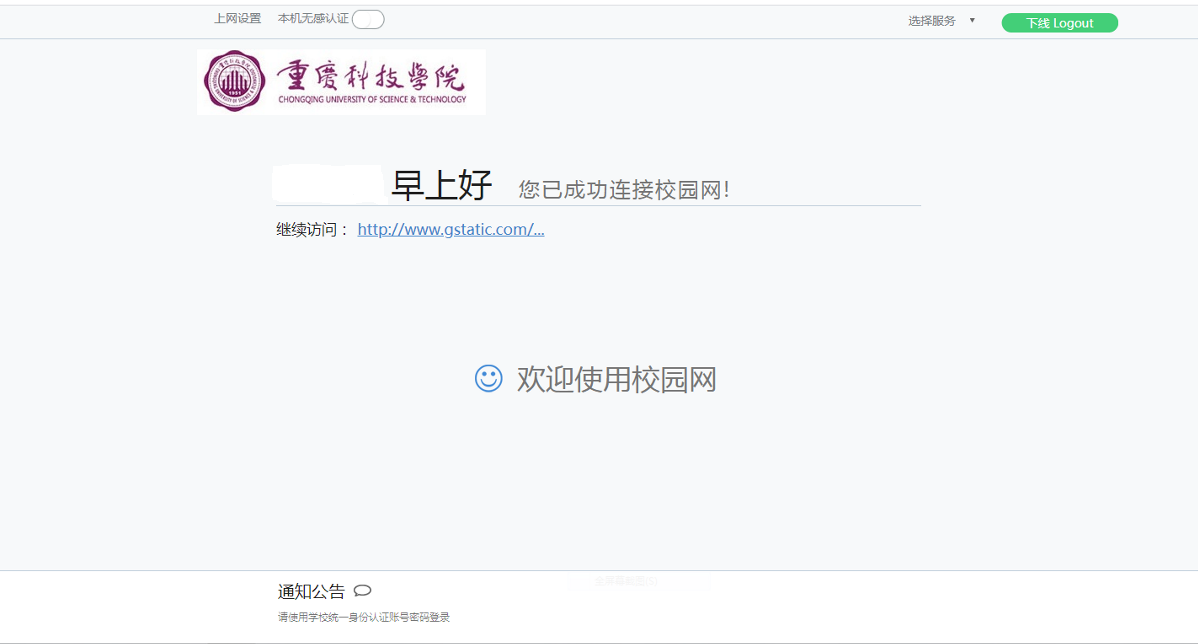 上网设置 本机无感认证 选择服务 ▼ 下线 Logout
重庆科技學院
CHONGQING UNIVERSITY OF SCIENCE & TECHNOLOGY
早上好 您已成功连接校园网!
继续访问： http://www.gstatic.com/...
欢迎使用校园网
通知公告
请使用学校统一身份认证账号密码登录